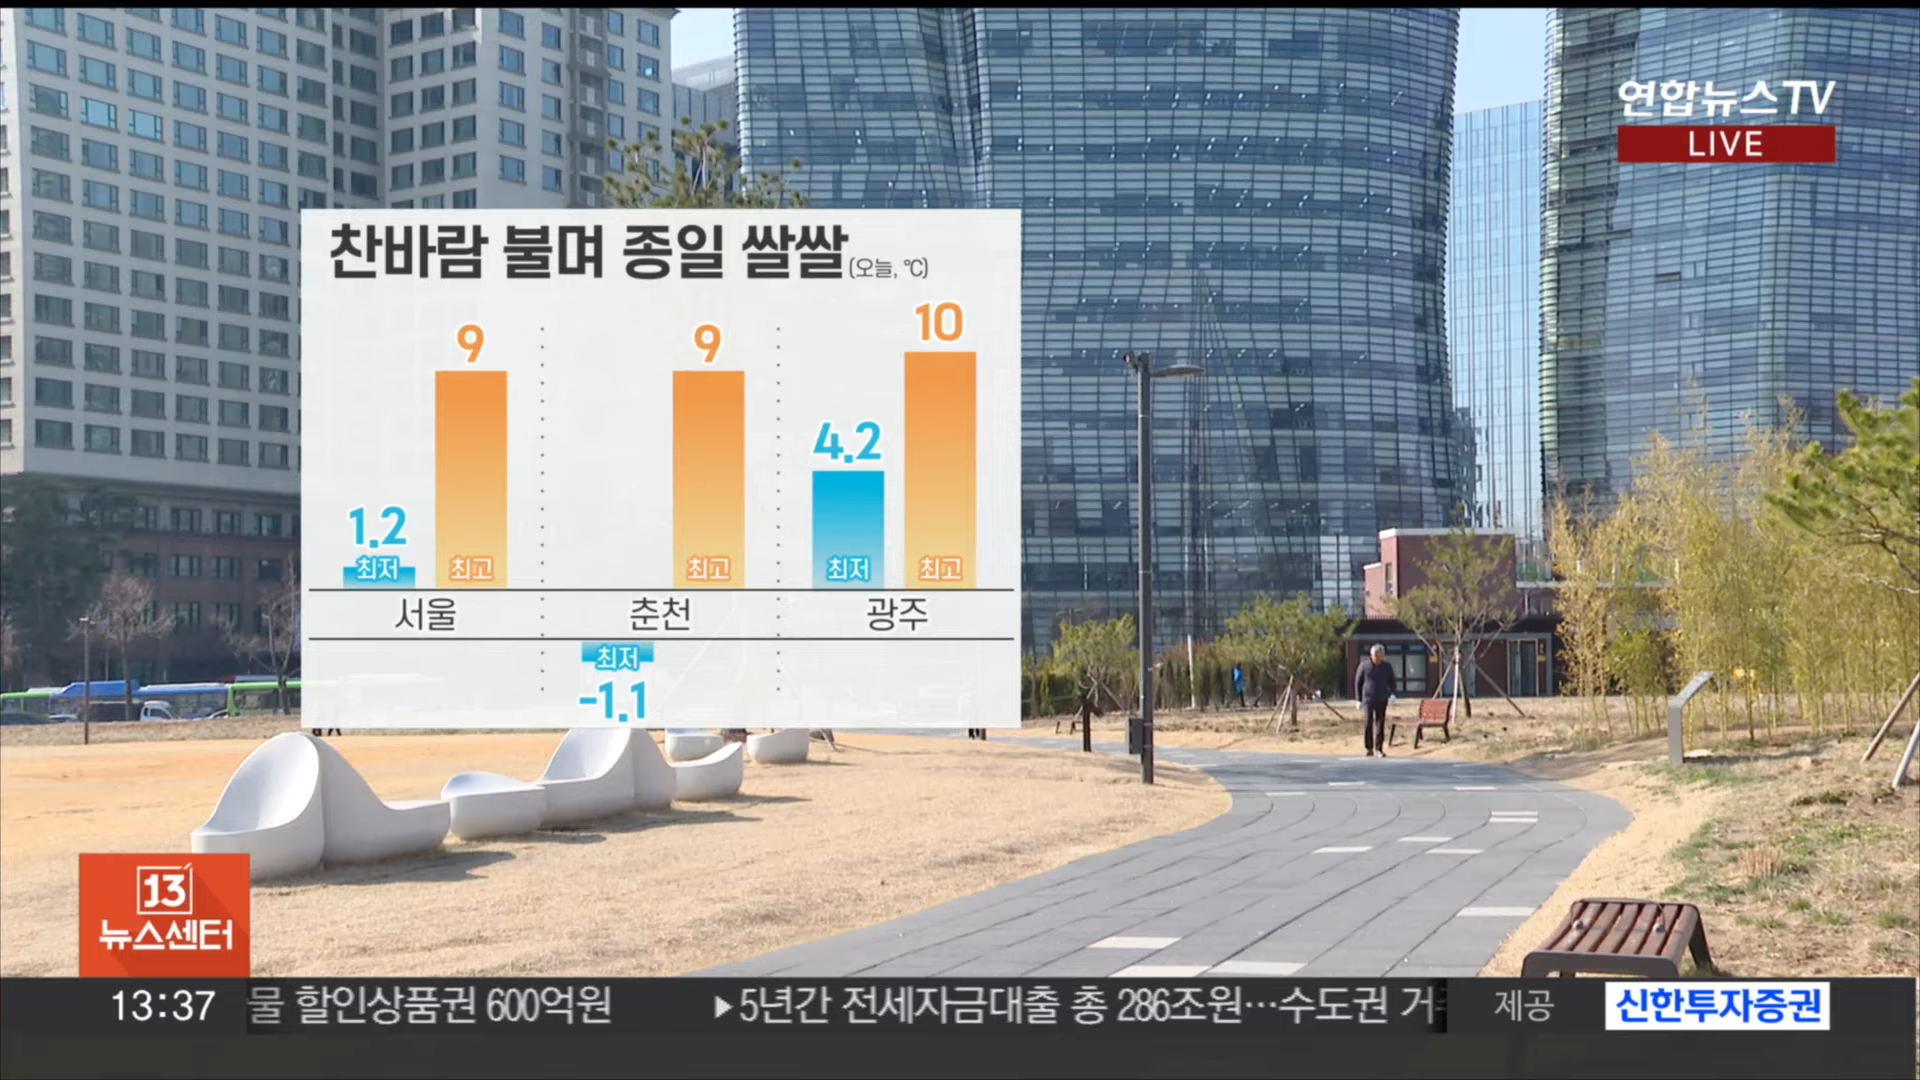 연합뉴스TV
LIVE
찬바람 불며 종일 쌀쌀(오늘, ℃)
9
9
10
1.2
4.2
최저
최고
최고
최저
최고
서울
춘천
광주
최저
-1.1
13
뉴스센터
13:37
물 할인상품권 600억원
▶5년간 전세자금대출 총 286조원…수도권
제공
신한투자증권